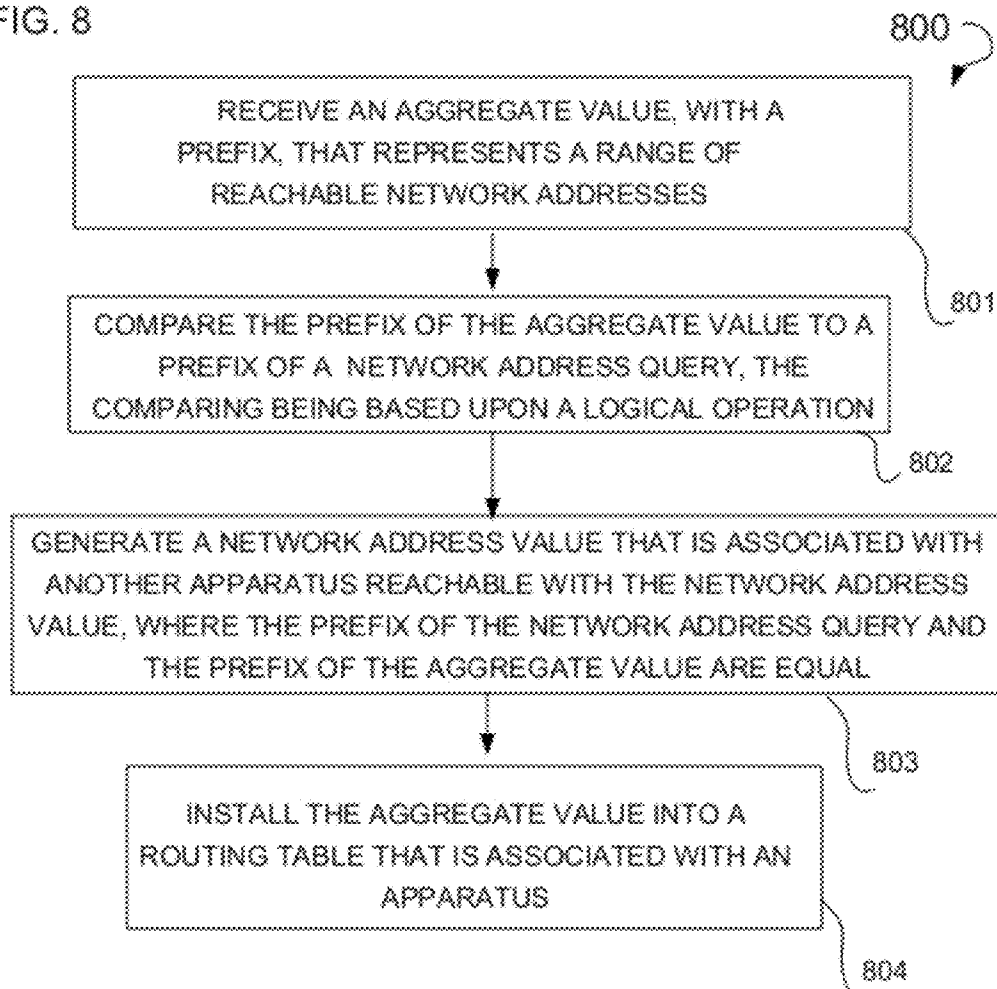 FIG. 8
800
RECEIVE AN AGGREGATE VALUE, WITH A
PREFIX, THAT REPRESENTS A RANGE OF
REACHABLE NETWORK ADDRESSES
801
COMPARE THE PREFIX OF THE AGGREGATE VALUE TO A
PREFIX OF A NETWORK ADDRESS QUERY, THE
COMPARING BEING BASED UPON A LOGICAL OPERATION
802
GENERATE A NETWORK ADDRESS VALUE THAT IS ASSOCIATED WITH
ANOTHER APPARATUS REACHABLE WITH THE NETWORK ADDRESS
VALUE, WHERE THE PREFIX OF THE NETWORK ADDRESS QUERY AND
THE PREFIX OF THE AGGREGATE VALUE ARE EQUAL
803
INSTALL THE AGGREGATE VALUE INTO A
ROUTING TABLE THAT IS ASSOCIATED WITH AN
APPARATUS
804